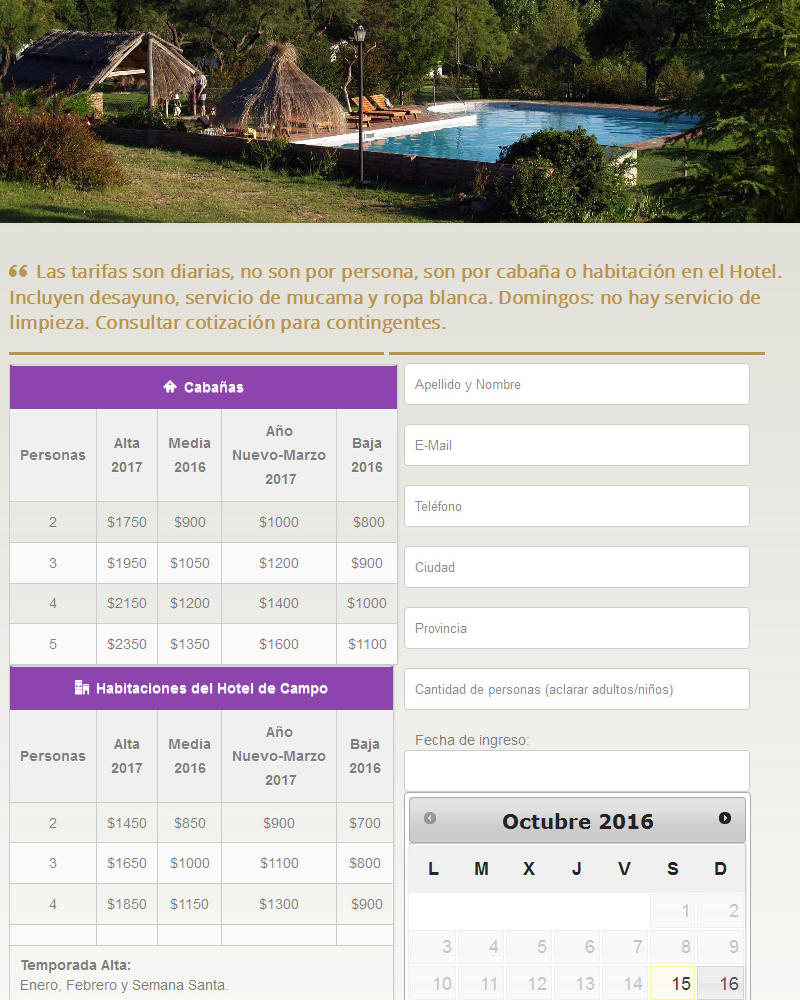 Las tarifas son diarias, no son por persona, son por cabaña o habitación en el Hotel.
Incluyen desayuno, servicio de mucama y ropa blanca. Domingos: no hay servicio de
limpieza. Consultar cotización para contingentes.
Cabañas
Personas Alta 2017 Media 2016 Año Nuevo-Marzo 2017 Baja 2016
2 $1750 $900 $1000 $800
3 $1950 $1050 $1200 $900
4 $2150 $1200 $1400 $1000
5 $2350 $1350 $1600 $1100
Habitaciones del Hotel de Campo
Personas Alta 2017 Media 2016 Año Nuevo-Marzo 2017 Baja 2016
2 $1450 $850 $900 $700
3 $1650 $1000 $1100 $800
4 $1850 $1150 $1300 $900
Temporada Alta:
Enero, Febrero y Semana Santa.
Apellido y Nombre
E-Mail
Teléfono
Ciudad
Provincia
Cantidad de personas (aclarar adultos/niños)
Fecha de ingreso:
Octubre 2016
L M X J V S D
1 2
3 4 5 6 7 8 9
10 11 12 13 14 15 16